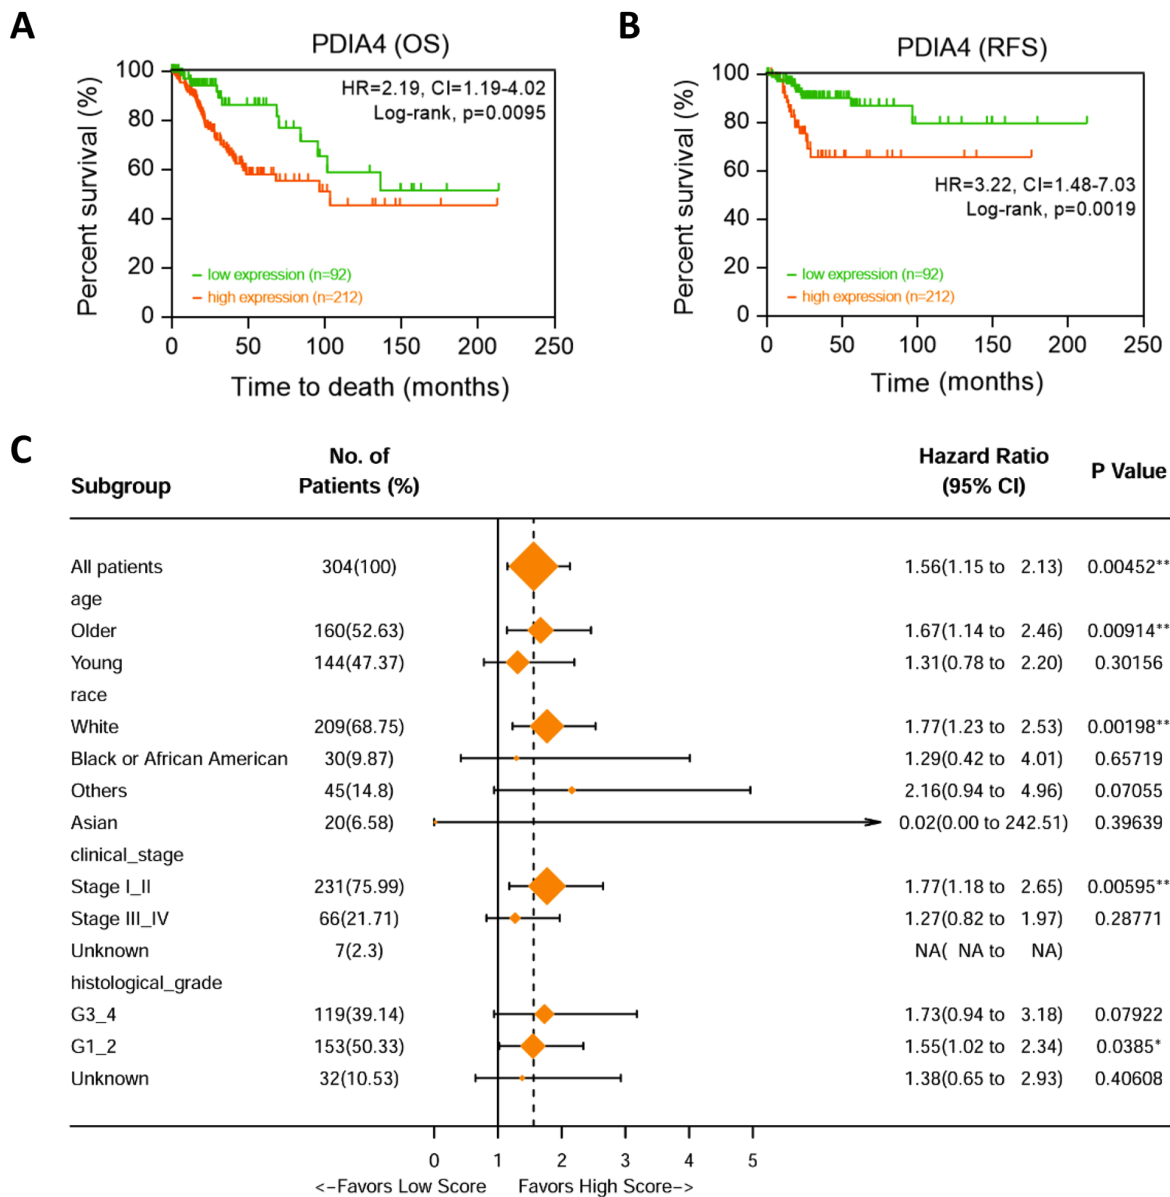 A
PDIA4 (OS)
HR=2.19, CI=1.19-4.02
Log-rank, p=0.0095
Percent survival (%)
100
80
60
40
20
0
low expression (n=92)
high expression (n=212)
0 50 100 150 200 250
Time to death (months)
B
PDIA4 (RFS)
Percent survival (%)
100
80
60
40
20
0
HR=3.22, CI=1.48-7.03
Log-rank, p=0.0019
low expression (n=92)
high expression (n=212)
0 50 100 150 200 250
Time (months)
C
Subgroup No. of Patients (%) Hazard Ratio (95% CI) P Value
All patients 304(100) 1.56(1.15 to 2.13) 0.00452**
age
Older 160(52.63) 1.67(1.14 to 2.46) 0.00914**
Young 144(47.37) 1.31(0.78 to 2.20) 0.30156
race
White 209(68.75) 1.77(1.23 to 2.53) 0.00198**
Black or African American 30(9.87) 1.29(0.42 to 4.01) 0.65719
Others 45(14.8) 2.16(0.94 to 4.96) 0.07055
Asian 20(6.58) 0.02(0.00 to 242.51) 0.39639
clinical_stage
Stage I_II 231(75.99) 1.77(1.18 to 2.65) 0.00595**
Stage III_IV 66(21.71) 1.27(0.82 to 1.97) 0.28771
Unknown 7(2.3) NA( NA to NA)
histological_grade
G3_4 119(39.14) 1.73(0.94 to 3.18) 0.07922
G1_2 153(50.33) 1.55(1.02 to 2.34) 0.0385*
Unknown 32(10.53) 1.38(0.65 to 2.93) 0.40608
0 1 2 3 4 5
<-Favors Low Score Favors High Score->